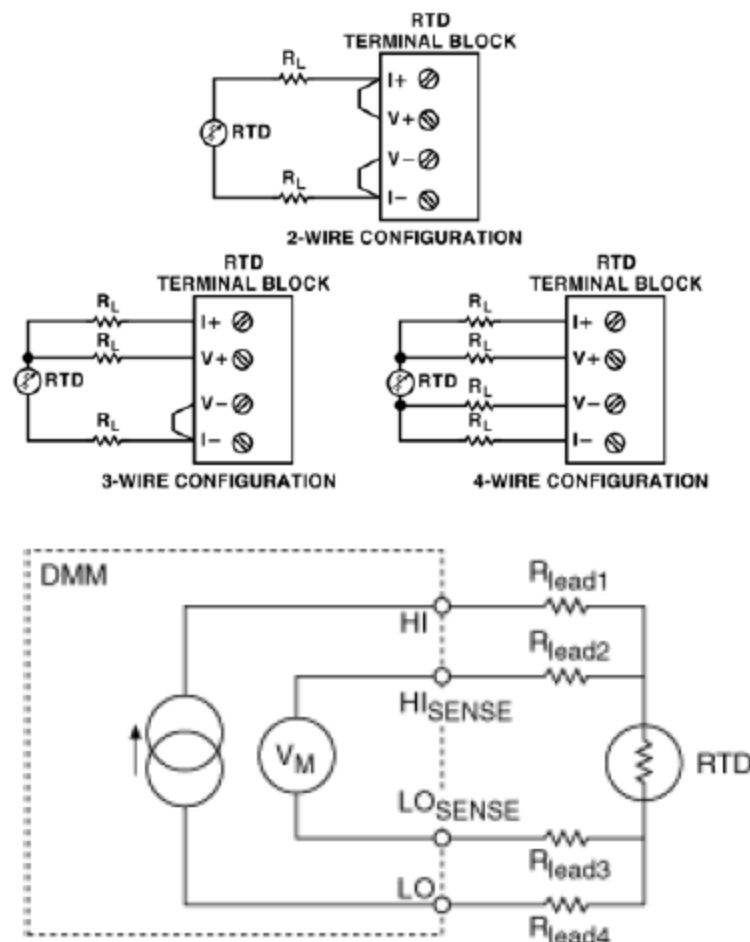 RTD
TERMINAL BLOCK
RL
I+
V+
RTD
V−
RL
I−
2-WIRE CONFIGURATION
RTD
TERMINAL BLOCK
RL
I+
RL
V+
RTD
V−
RL
I−
3-WIRE CONFIGURATION
RTD
TERMINAL BLOCK
RL
I+
RL
V+
RTD
RL
V−
RL
I−
4-WIRE CONFIGURATION
DMM
HI
Rlead1
Rlead2
HISENSE
VM
RTD
LOSENSE
Rlead3
LO
Rlead4